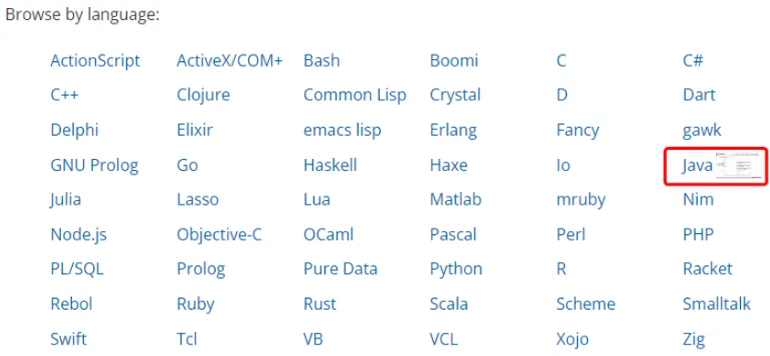 Browse by language:
ActionScript ActiveX/COM+ Bash Boomi C C#
C++ Clojure Common Lisp Crystal D Dart
Delphi Elixir emacs lisp Erlang Fancy gawk
GNU Prolog Go Haskell Haxe Io Java
Julia Lasso Lua Matlab mruby Nim
Node.js Objective-C OCaml Pascal Perl PHP
PL/SQL Prolog Pure Data Python R Racket
Rebol Ruby Rust Scala Scheme Smalltalk
Swift Tcl VB VCL Xojo Zig